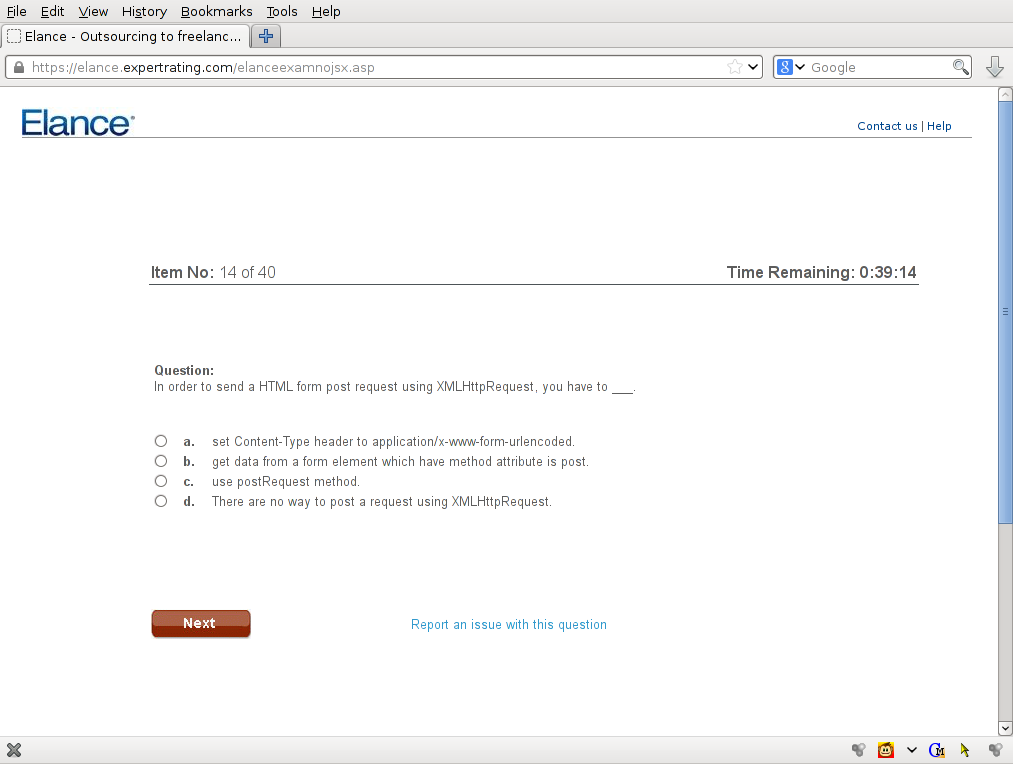 File Edit View History Bookmarks Tools Help
Elance - Outsourcing to freelanc...
https://elance.expertrating.com/elanceexamnojsx.asp
8 Google
Elance
Contact us | Help
Item No: 14 of 40
Time Remaining: 0:39:14
Question:
In order to send a HTML form post request using XMLHttpRequest, you have to ___.
a. set Content-Type header to application/x-www-form-urlencoded.
b. get data from a form element which have method attribute is post.
c. use postRequest method.
d. There are no way to post a request using XMLHttpRequest.
Next
Report an issue with this question
GM